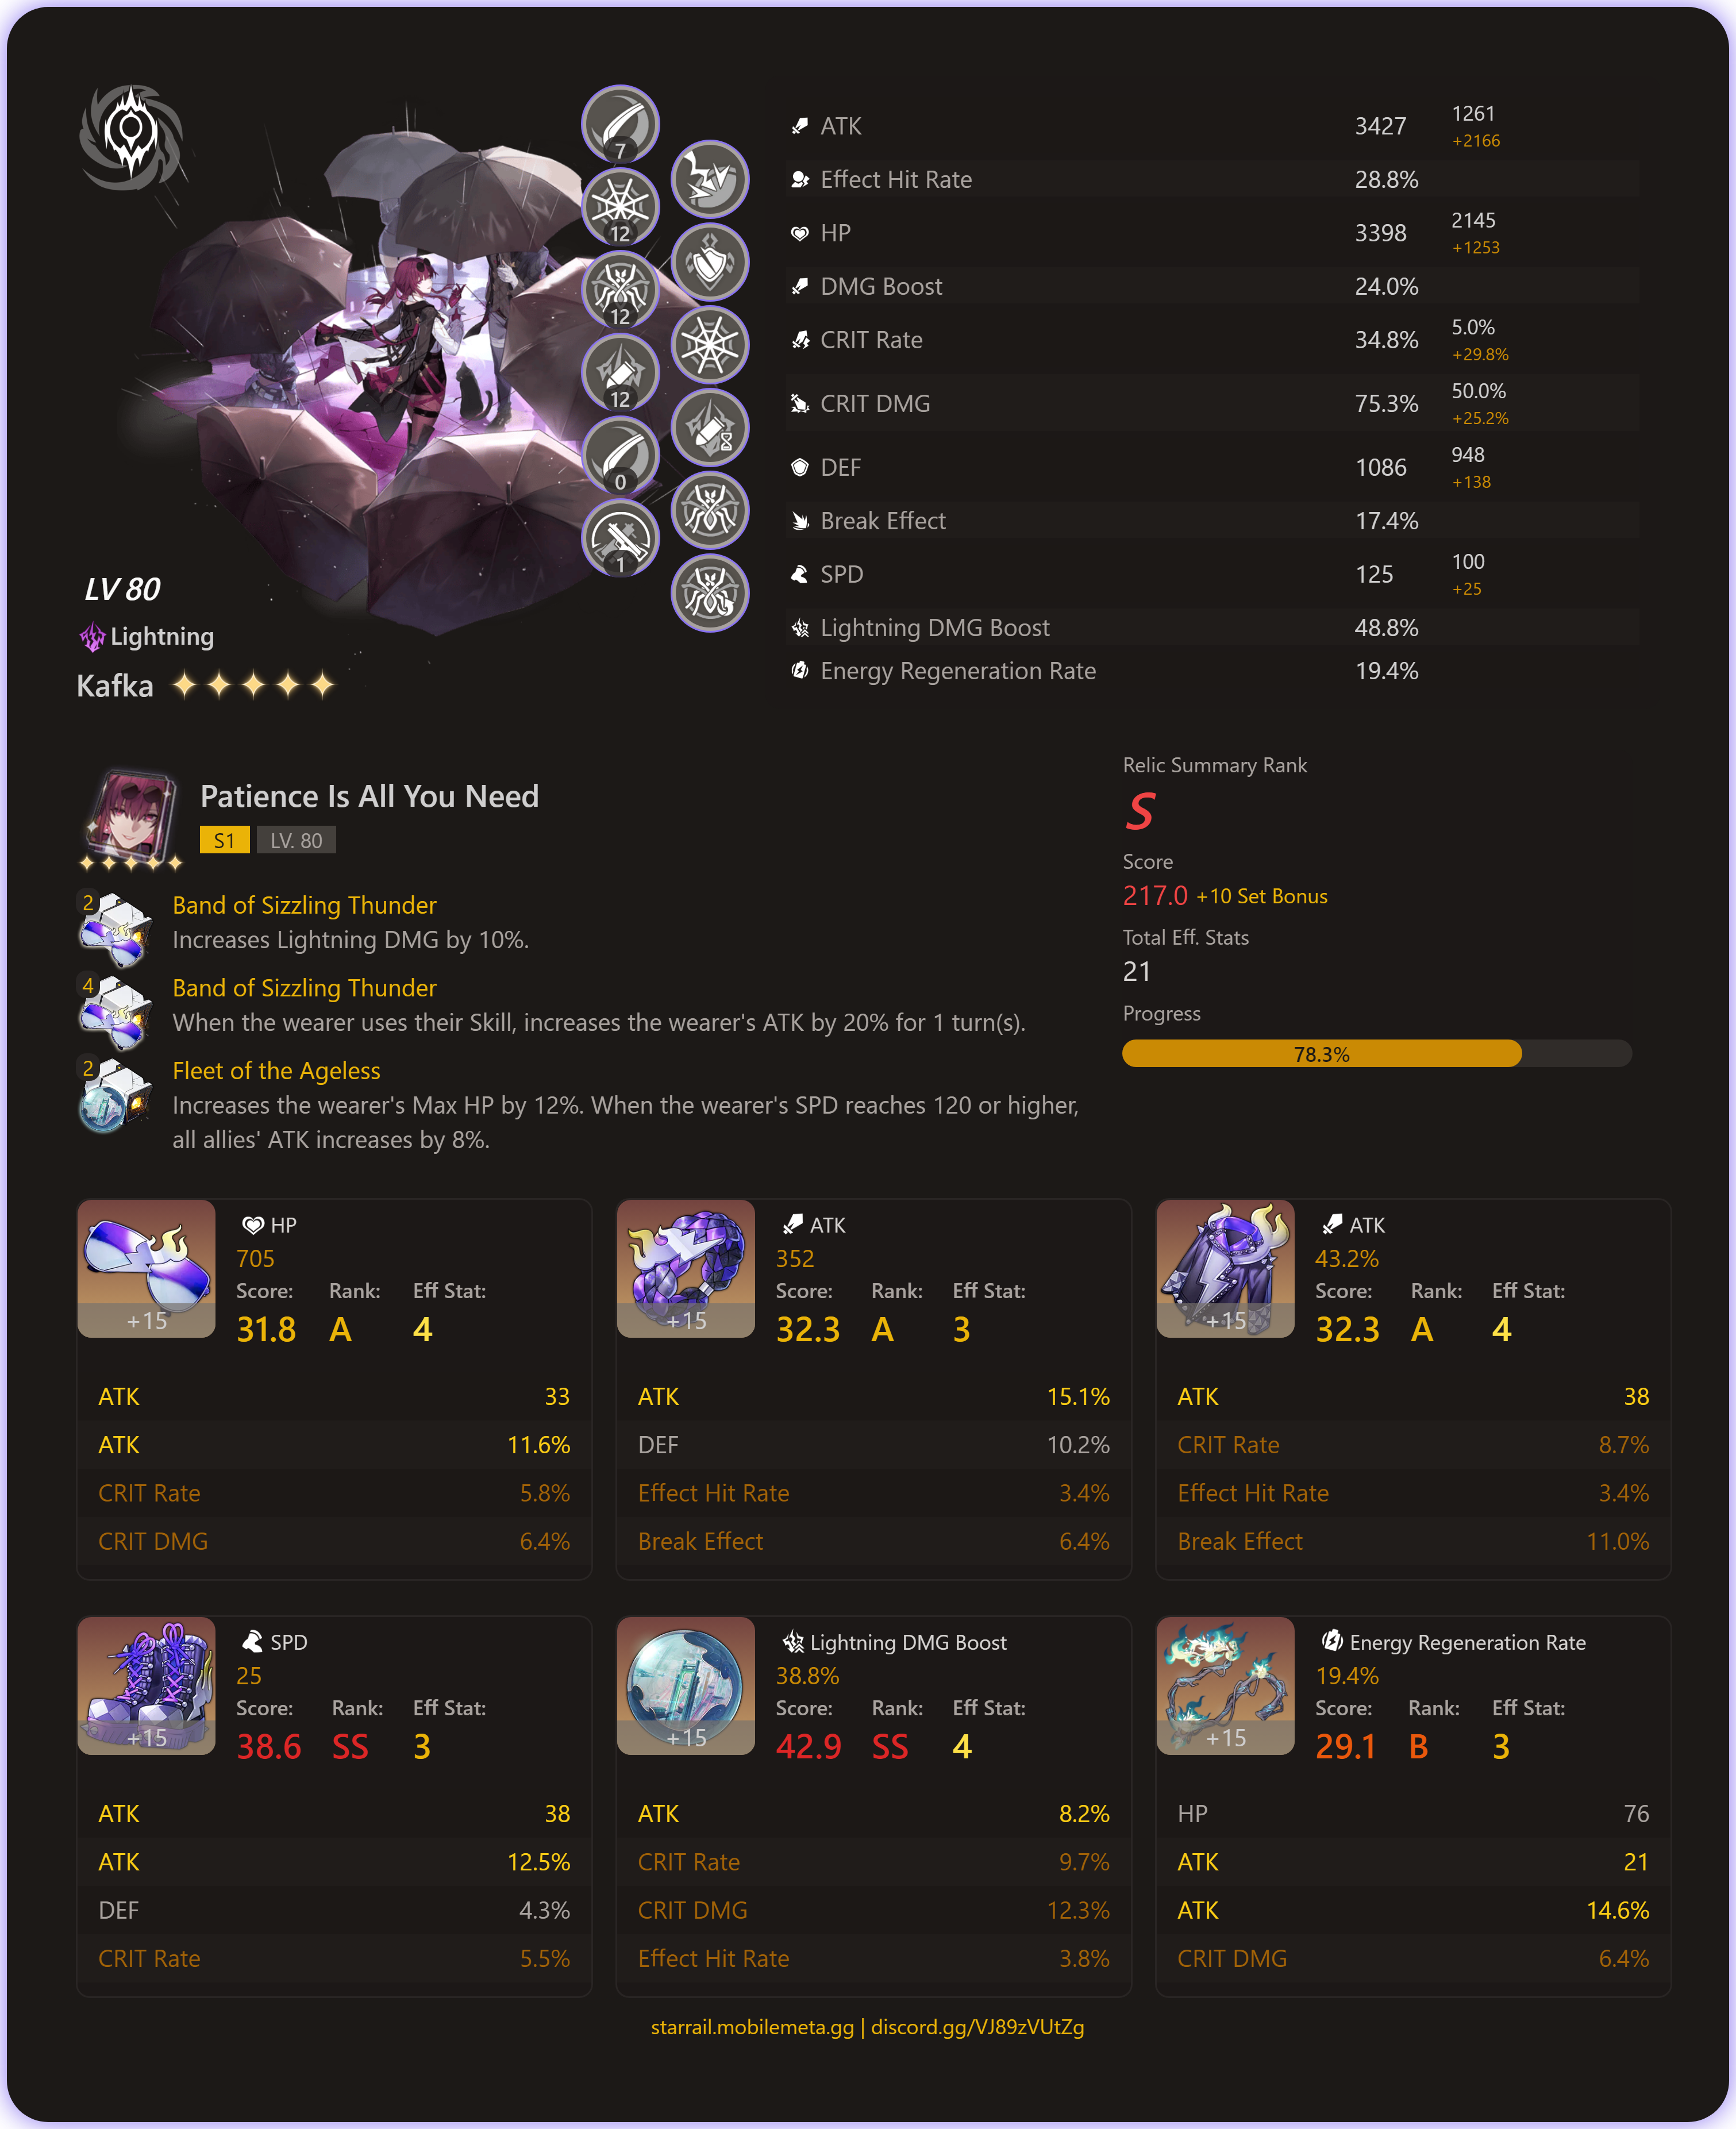 7
12
12
12
0
1
LV 80
Lightning
Kafka
ATK 3427 1261 +2166
Effect Hit Rate 28.8%
HP 3398 2145 +1253
DMG Boost 24.0%
CRIT Rate 34.8% 5.0% +29.8%
CRIT DMG 75.3% 50.0% +25.2%
DEF 1086 948 +138
Break Effect 17.4%
SPD 125 100 +25
Lightning DMG Boost 48.8%
Energy Regeneration Rate 19.4%
Patience Is All You Need
S1 LV. 80
2 Band of Sizzling Thunder
Increases Lightning DMG by 10%.
4 Band of Sizzling Thunder
When the wearer uses their Skill, increases the wearer's ATK by 20% for 1 turn(s).
2 Fleet of the Ageless
Increases the wearer's Max HP by 12%. When the wearer's SPD reaches 120 or higher,
all allies' ATK increases by 8%.
Relic Summary Rank
S
Score
217.0 +10 Set Bonus
Total Eff. Stats
21
Progress
78.3%
HP
705
Score: Rank: Eff Stat:
+15 31.8 A 4
ATK 33
ATK 11.6%
CRIT Rate 5.8%
CRIT DMG 6.4%
ATK
352
Score: Rank: Eff Stat:
+15 32.3 A 3
ATK 15.1%
DEF 10.2%
Effect Hit Rate 3.4%
Break Effect 6.4%
ATK
43.2%
Score: Rank: Eff Stat:
+15 32.3 A 4
ATK 38
CRIT Rate 8.7%
Effect Hit Rate 3.4%
Break Effect 11.0%
SPD
25
Score: Rank: Eff Stat:
+15 38.6 SS 3
ATK 38
ATK 12.5%
DEF 4.3%
CRIT Rate 5.5%
Lightning DMG Boost
38.8%
Score: Rank: Eff Stat:
+15 42.9 SS 4
ATK 8.2%
CRIT Rate 9.7%
CRIT DMG 12.3%
Effect Hit Rate 3.8%
Energy Regeneration Rate
19.4%
Score: Rank: Eff Stat:
+15 29.1 B 3
HP 76
ATK 21
ATK 14.6%
CRIT DMG 6.4%
starrail.mobilemeta.gg | discord.gg/VJ89zVUtZg